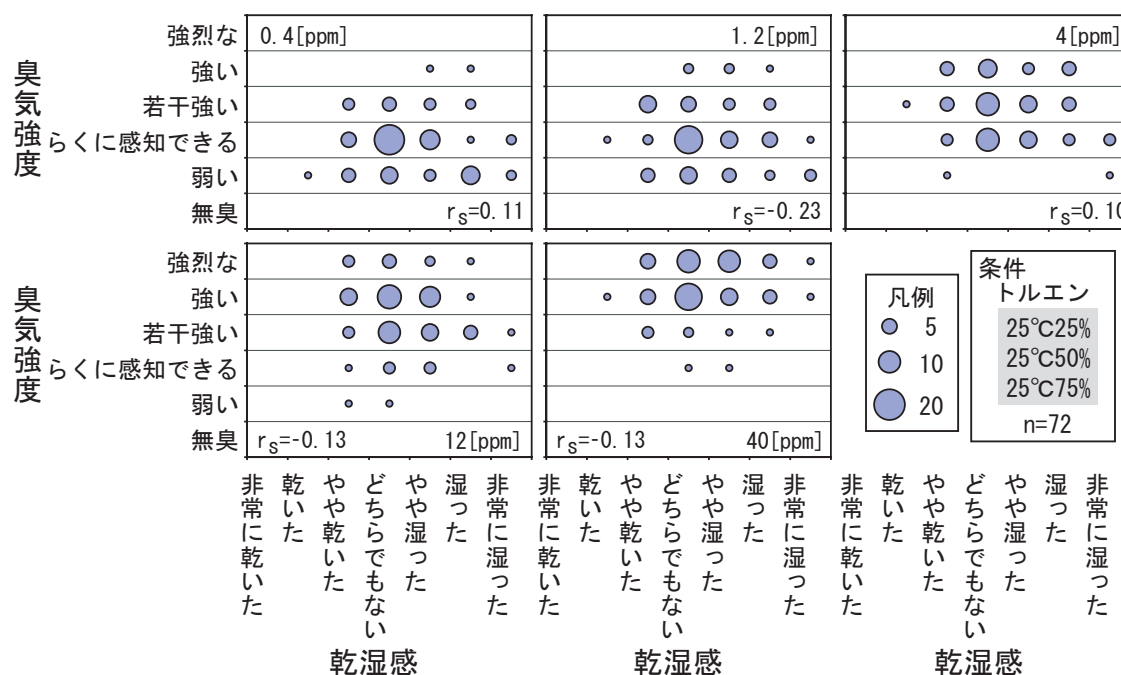 臭気強度
強烈な
強い
若干強い
らくに感知できる
弱い
無臭
0.4[ppm]
rS=0.11
1.2[ppm]
rS=-0.23
4[ppm]
rS=0.10
臭気強度
強烈な
強い
若干強い
らくに感知できる
弱い
無臭
rS=-0.13
12[ppm]
rS=-0.13
40[ppm]
凡例
5
10
20
条件
トルエン
25℃25%
25℃50%
25℃75%
n=72
非常に乾いた
乾いた
やや乾いた
どちらでもない
やや湿った
湿った
非常に湿った
非常に乾いた
乾いた
やや乾いた
どちらでもない
やや湿った
湿った
非常に湿った
非常に乾いた
乾いた
やや乾いた
どちらでもない
やや湿った
湿った
非常に湿った
乾湿感
乾湿感
乾湿感